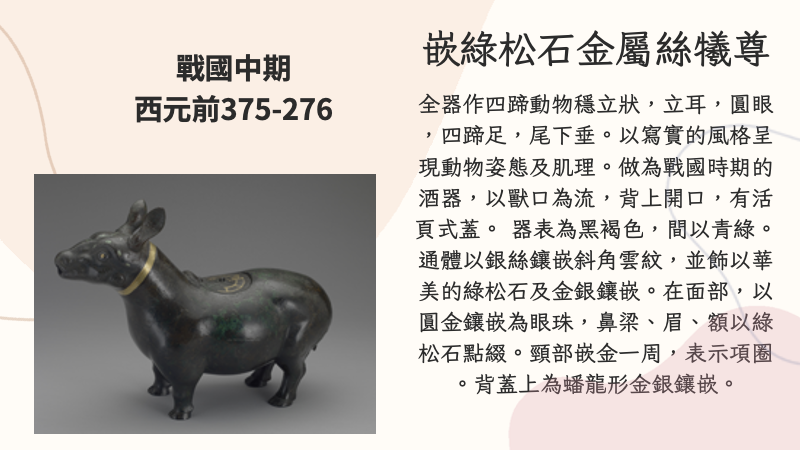 戰國中期
西元前375-276
嵌綠松石金屬絲犧尊
全器作四蹄動物穩立狀，立耳，圓眼
，四蹄足，尾下垂。以寫實的風格呈
現動物姿態及肌理。做為戰國時期的
酒器，以獸口為流，背上開口，有活
頁式蓋。 器表為黑褐色，間以青綠。
通體以銀絲鑲嵌斜角雲紋，並飾以華
美的綠松石及金銀鑲嵌。在面部，以
圓金鑲嵌為眼珠，鼻梁、眉、額以綠
松石點綴。頸部嵌金一周，表示項圈
。背蓋上為蟠龍形金銀鑲嵌。